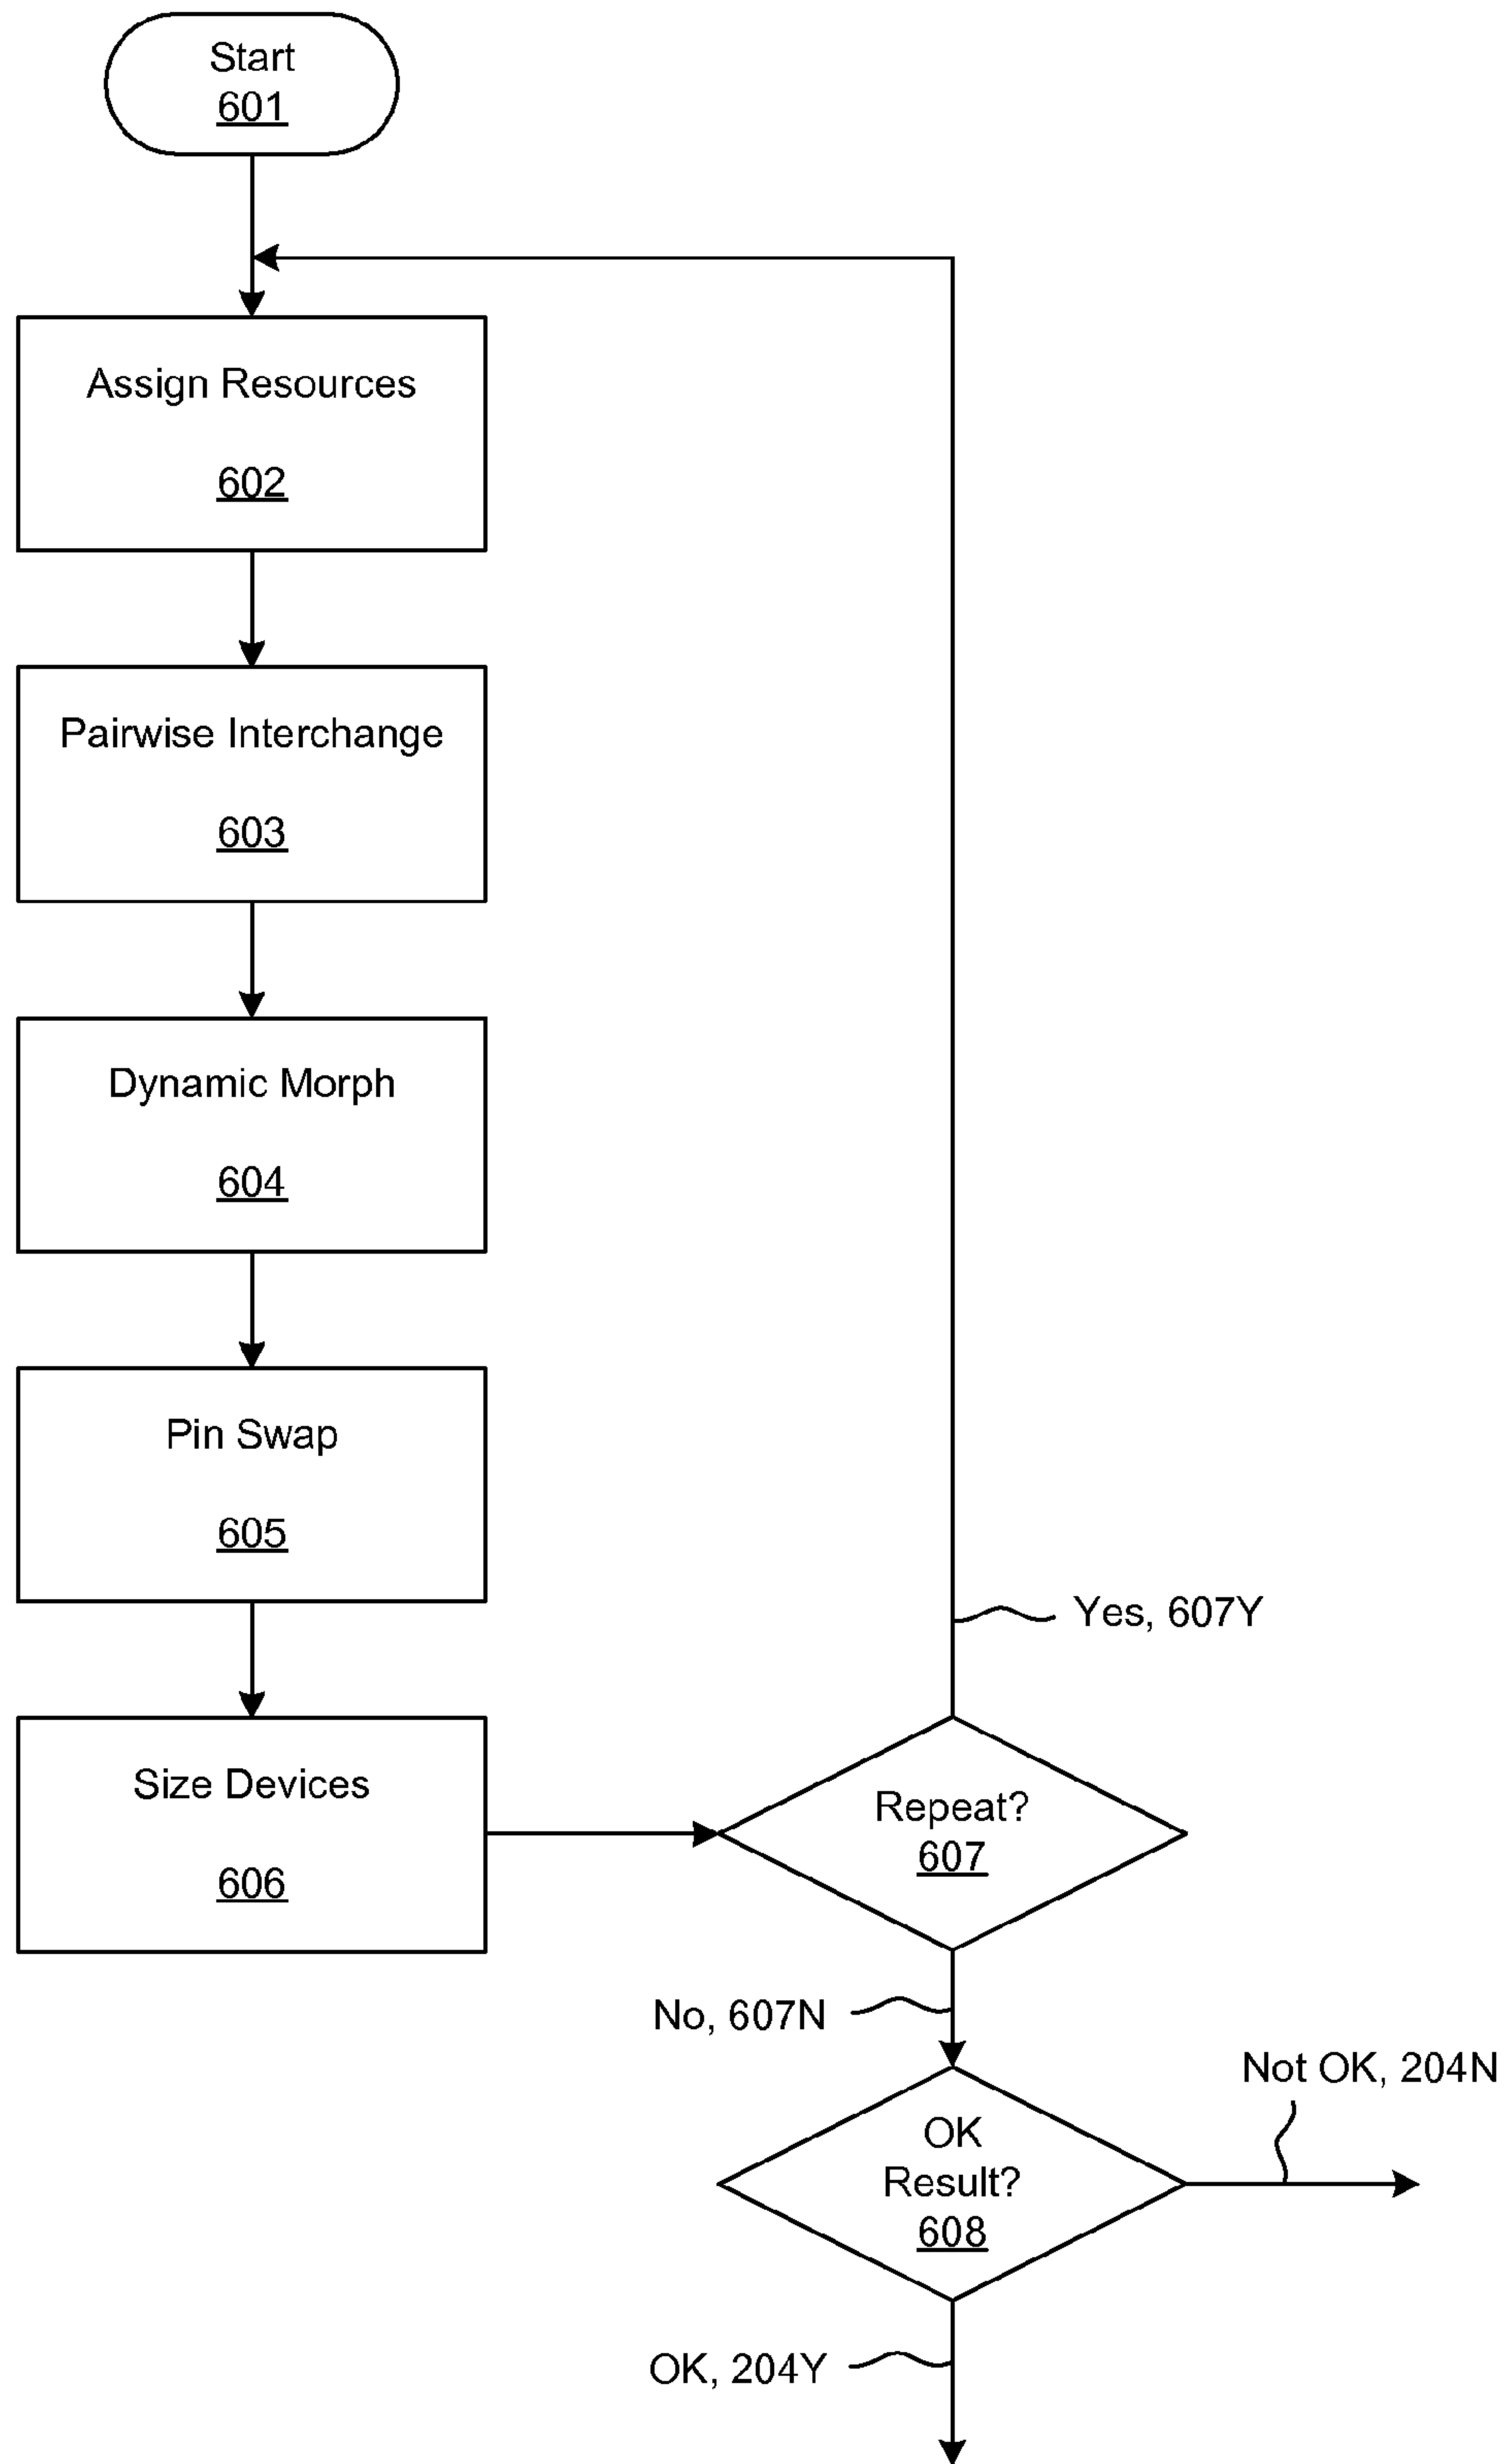 Start
601
Assign Resources
602
Pairwise Interchange
603
Dynamic Morph
604
Pin Swap
605
Yes, 607Y
Size Devices
606
Repeat?
607
No, 607N
Not OK, 204N
OK
Result?
608
OK, 204Y